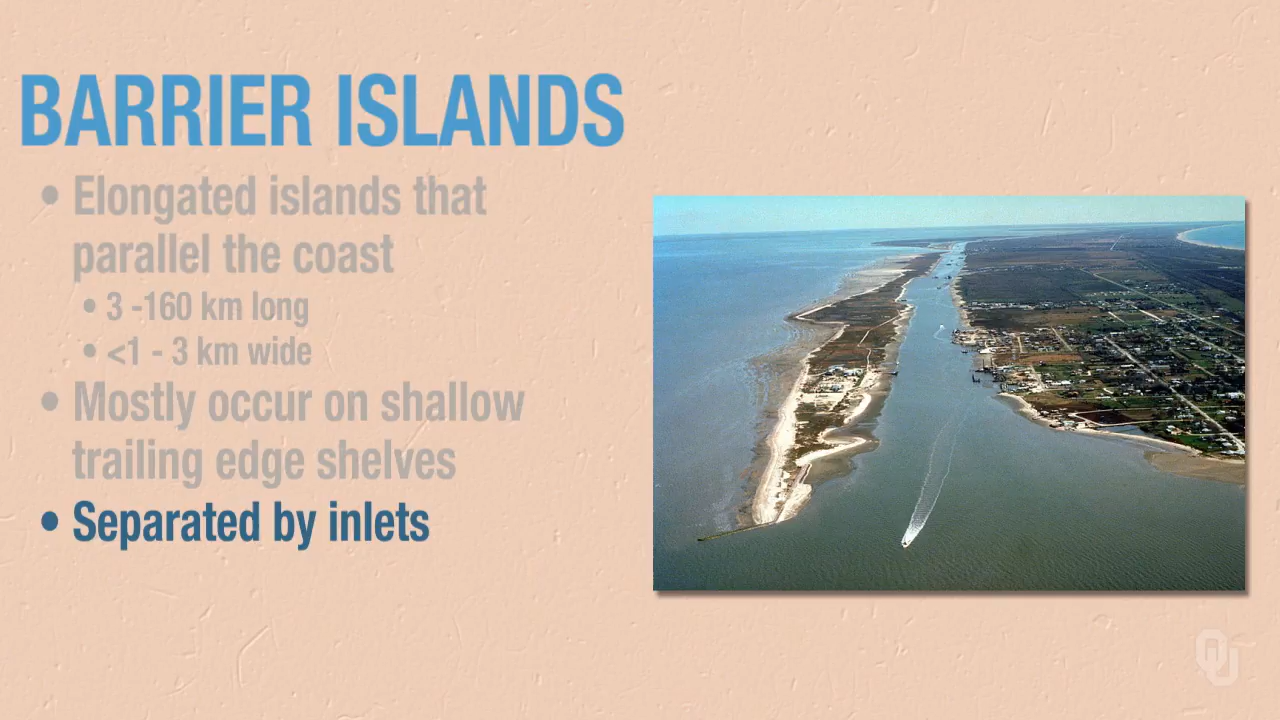 BARRIER ISLANDS
• Elongated islands that
parallel the coast
• 3 -160 km long
• <1 - 3 km wide
• Mostly occur on shallow
trailing edge shelves
• Separated by inlets
OU